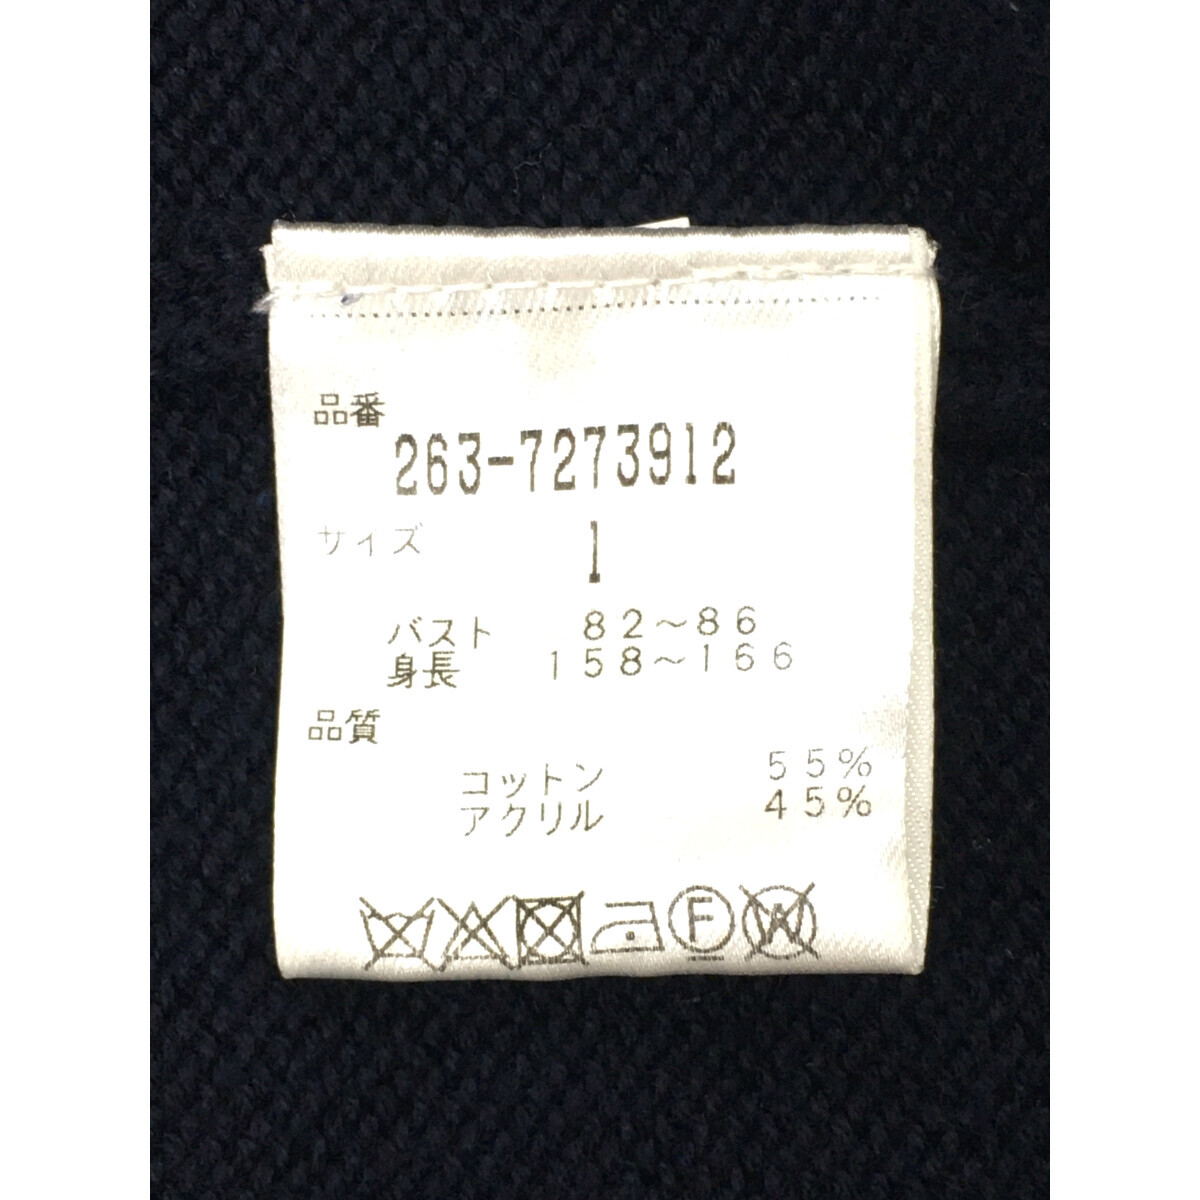 品番
263-7273912
サイズ 1
バスト 82~86
身長 158~166
品質
コットン 55%
アクリル 45%
F W